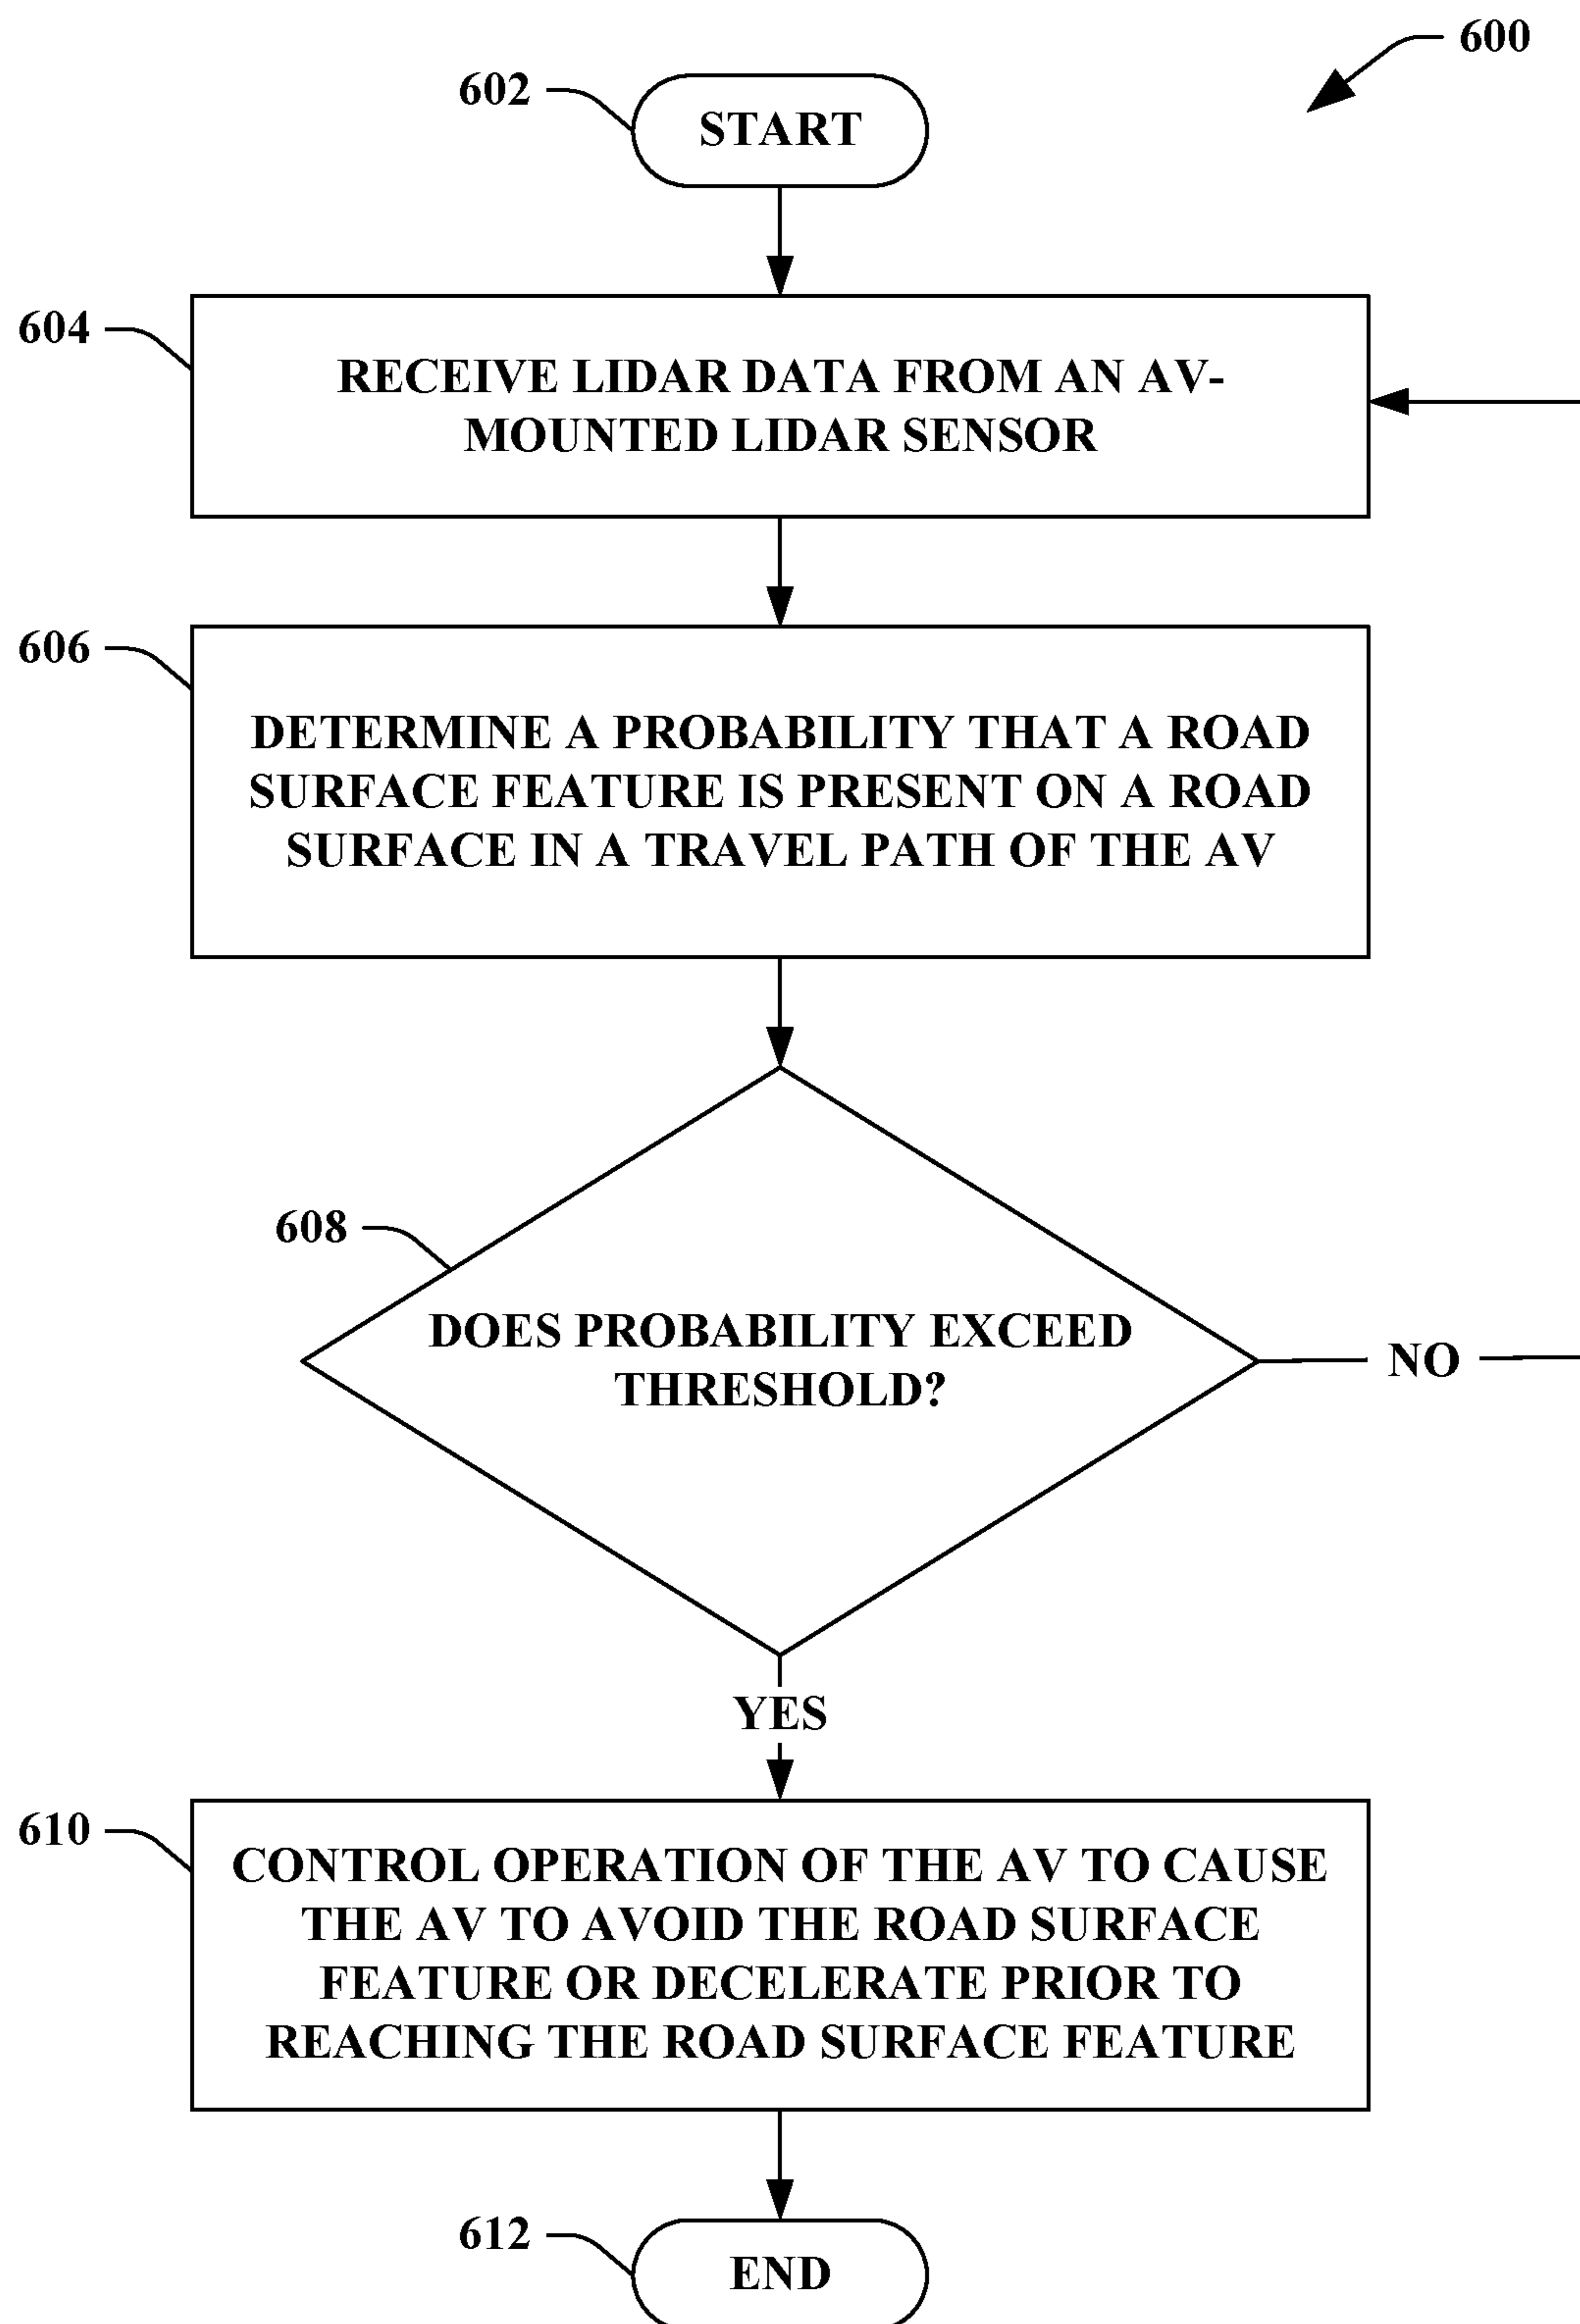 600
602
START
604
RECEIVE LIDAR DATA FROM AN AV-
MOUNTED LIDAR SENSOR
606
DETERMINE A PROBABILITY THAT A ROAD
SURFACE FEATURE IS PRESENT ON A ROAD
SURFACE IN A TRAVEL PATH OF THE AV
608
DOES PROBABILITY EXCEED
THRESHOLD?
NO
YES
610
CONTROL OPERATION OF THE AV TO CAUSE
THE AV TO AVOID THE ROAD SURFACE
FEATURE OR DECELERATE PRIOR TO
REACHING THE ROAD SURFACE FEATURE
612
END